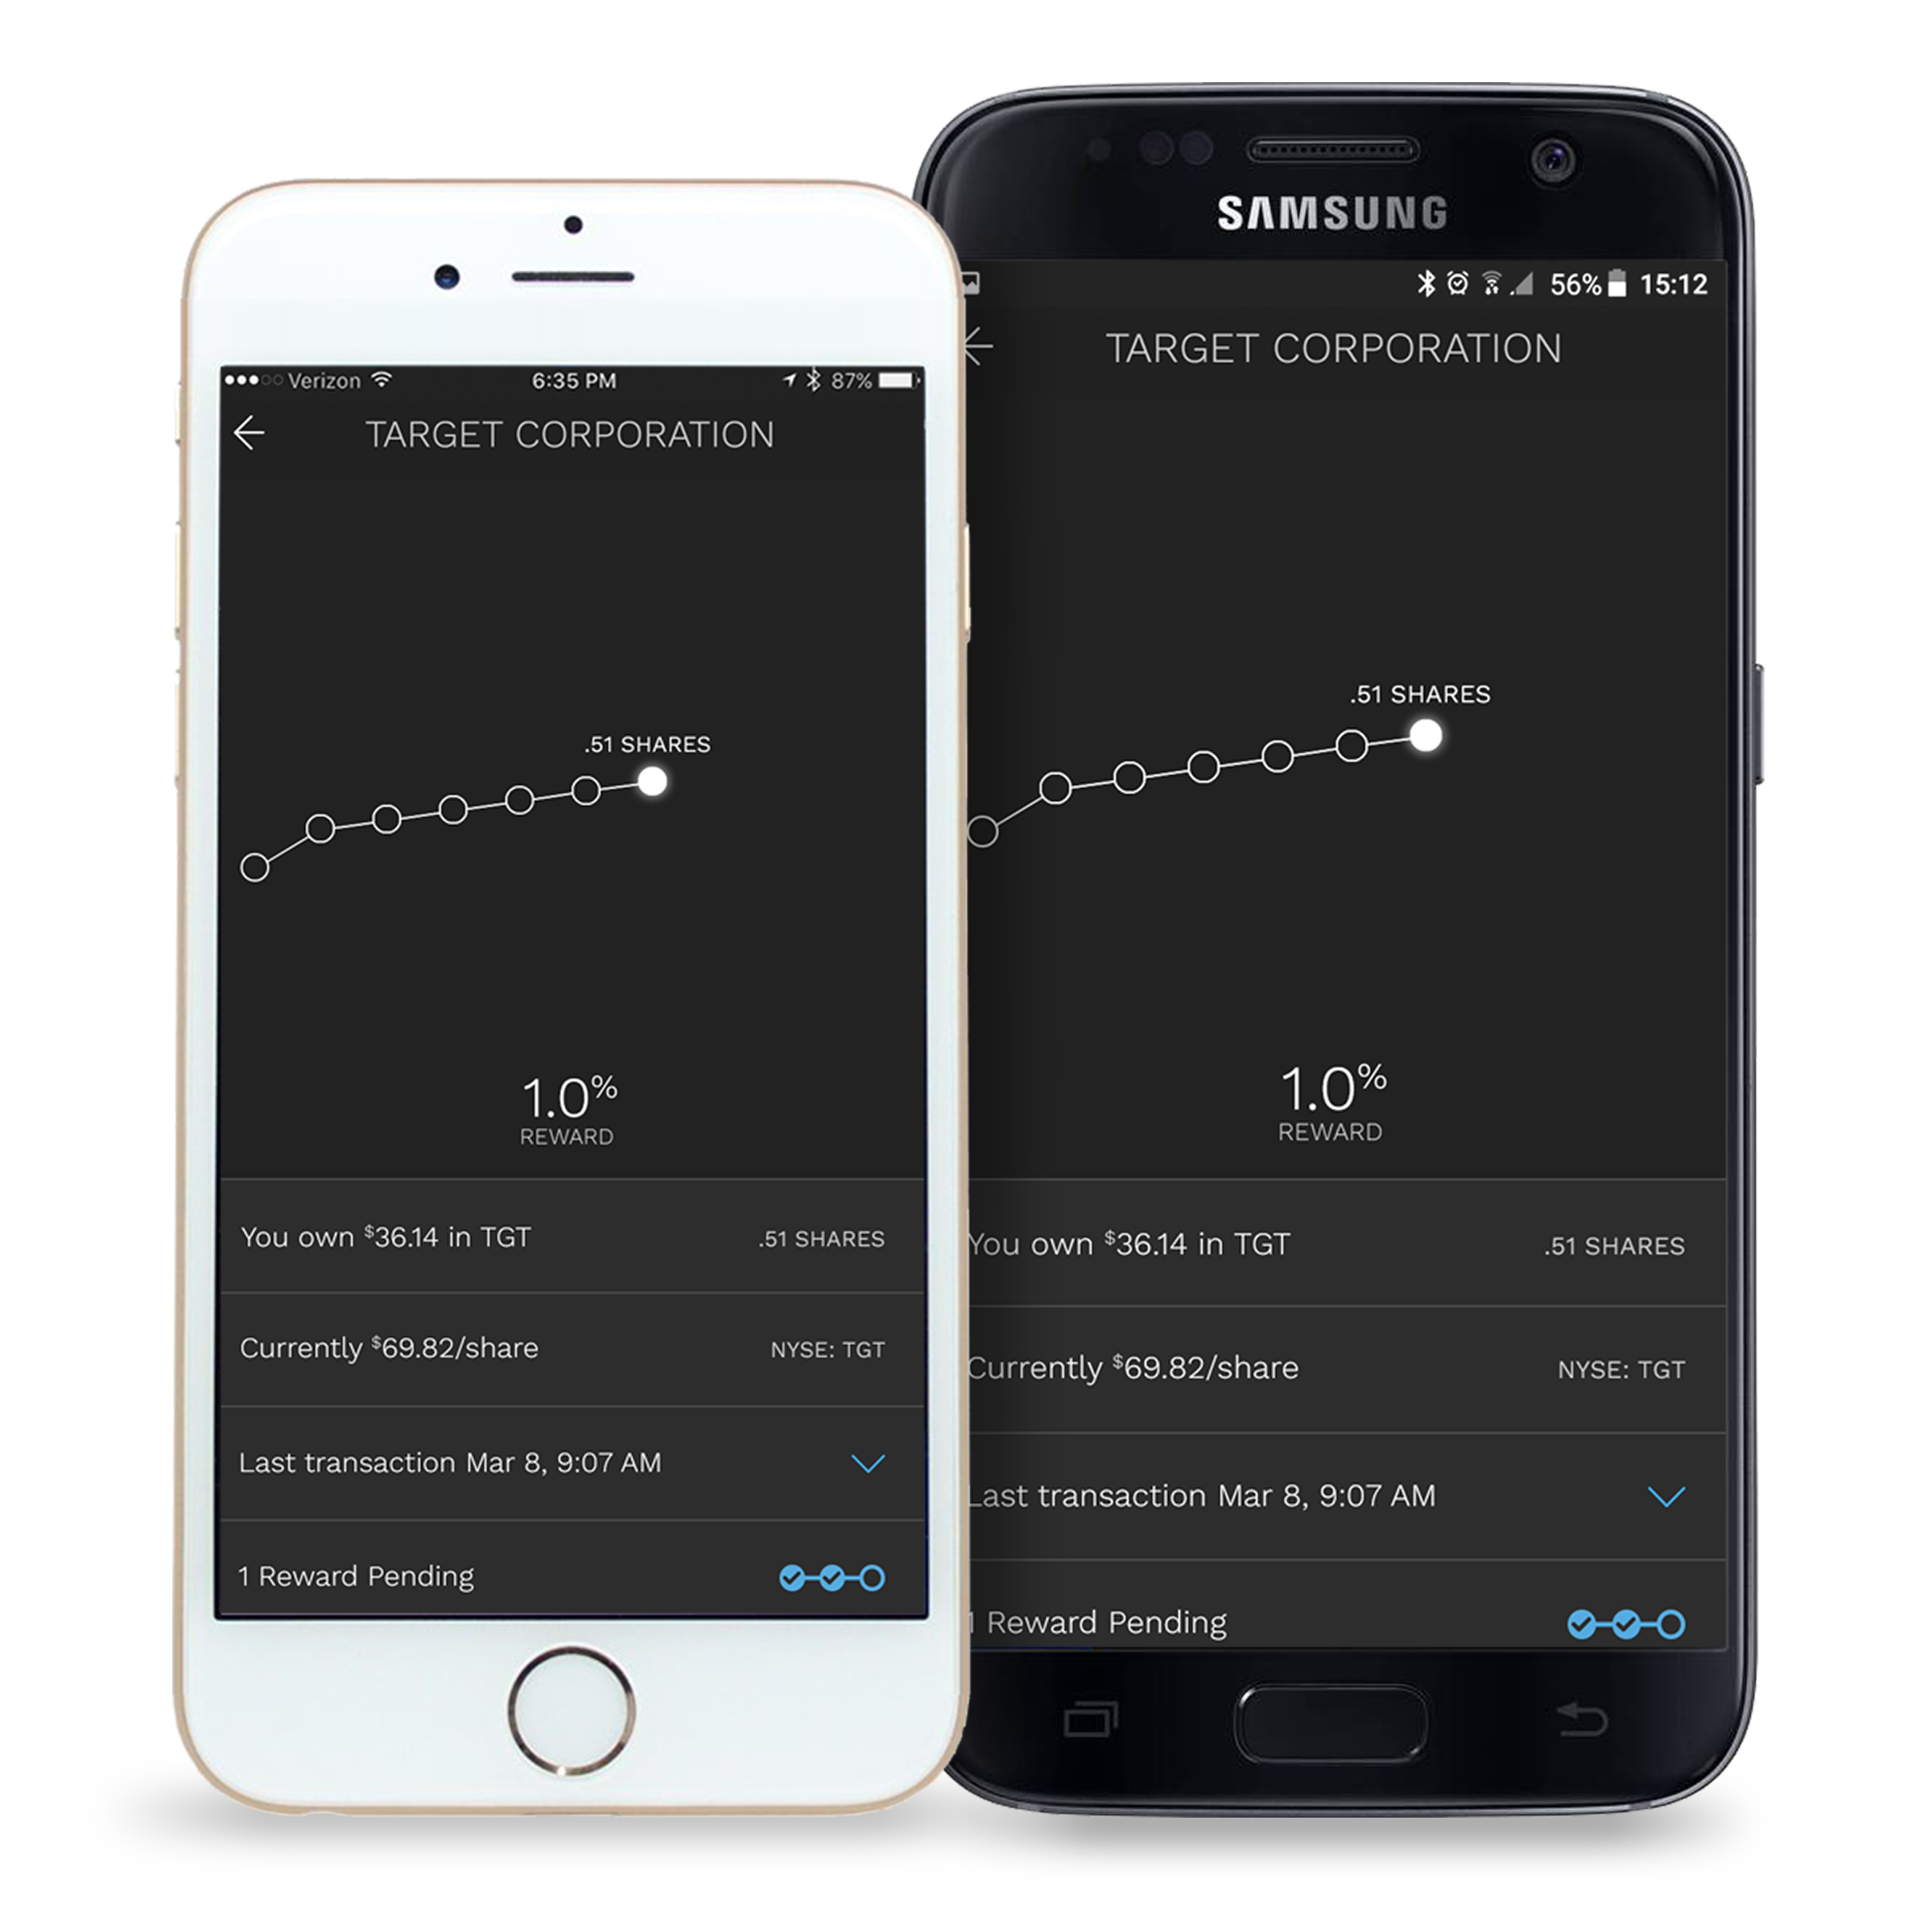 Verizon 6:35 PM 87%
TARGET CORPORATION
.51 SHARES
1.0%
REWARD
You own $36.14 in TGT .51 SHARES
Currently $69.82/share NYSE: TGT
Last transaction Mar 8, 9:07 AM
1 Reward Pending
SAMSUNG
56% 15:12
TARGET CORPORATION
.51 SHARES
1.0%
REWARD
You own $36.14 in TGT .51 SHARES
Currently $69.82/share NYSE: TGT
Last transaction Mar 8, 9:07 AM
1 Reward Pending